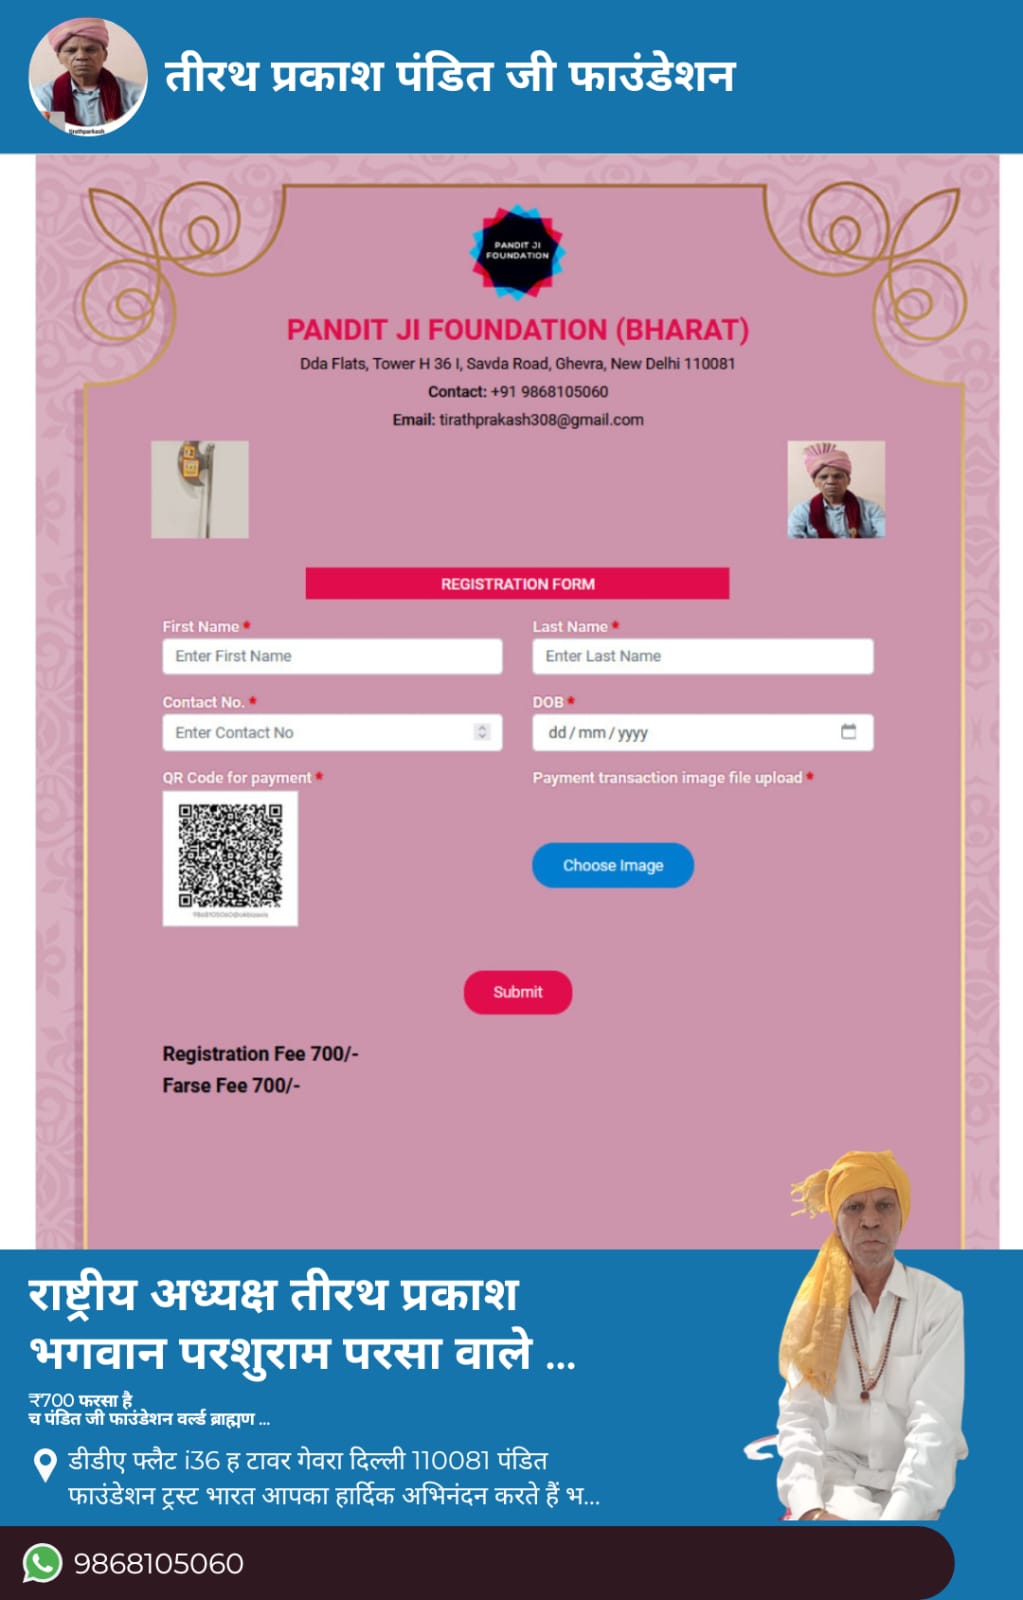 tirathparkash
तीरथ प्रकाश पंडित जी फाउंडेशन
PANDIT JI
FOUNDATION
PANDIT JI FOUNDATION (BHARAT)
Dda Flats, Tower H 36 I, Savda Road, Ghevra, New Delhi 110081
Contact: +91 9868105060
Email: tirathprakash308@gmail.com
REGISTRATION FORM
First Name * Last Name *
Enter First Name Enter Last Name
Contact No. * DOB *
Enter Contact No dd / mm / yyyy
QR Code for payment * Payment transaction image file upload *
Choose Image
9868105060@okbizaxis
Submit
Registration Fee 700/-
Farse Fee 700/-
राष्ट्रीय अध्यक्ष तीरथ प्रकाश
भगवान परशुराम परसा वाले ...
₹700 फरसा है
च पंडित जी फाउंडेशन वर्ल्ड ब्राह्मण ...
डीडीए फ्लैट i36 ह टावर गेवरा दिल्ली 110081 पंडित
फाउंडेशन ट्रस्ट भारत आपका हार्दिक अभिनंदन करते हैं भ...
9868105060